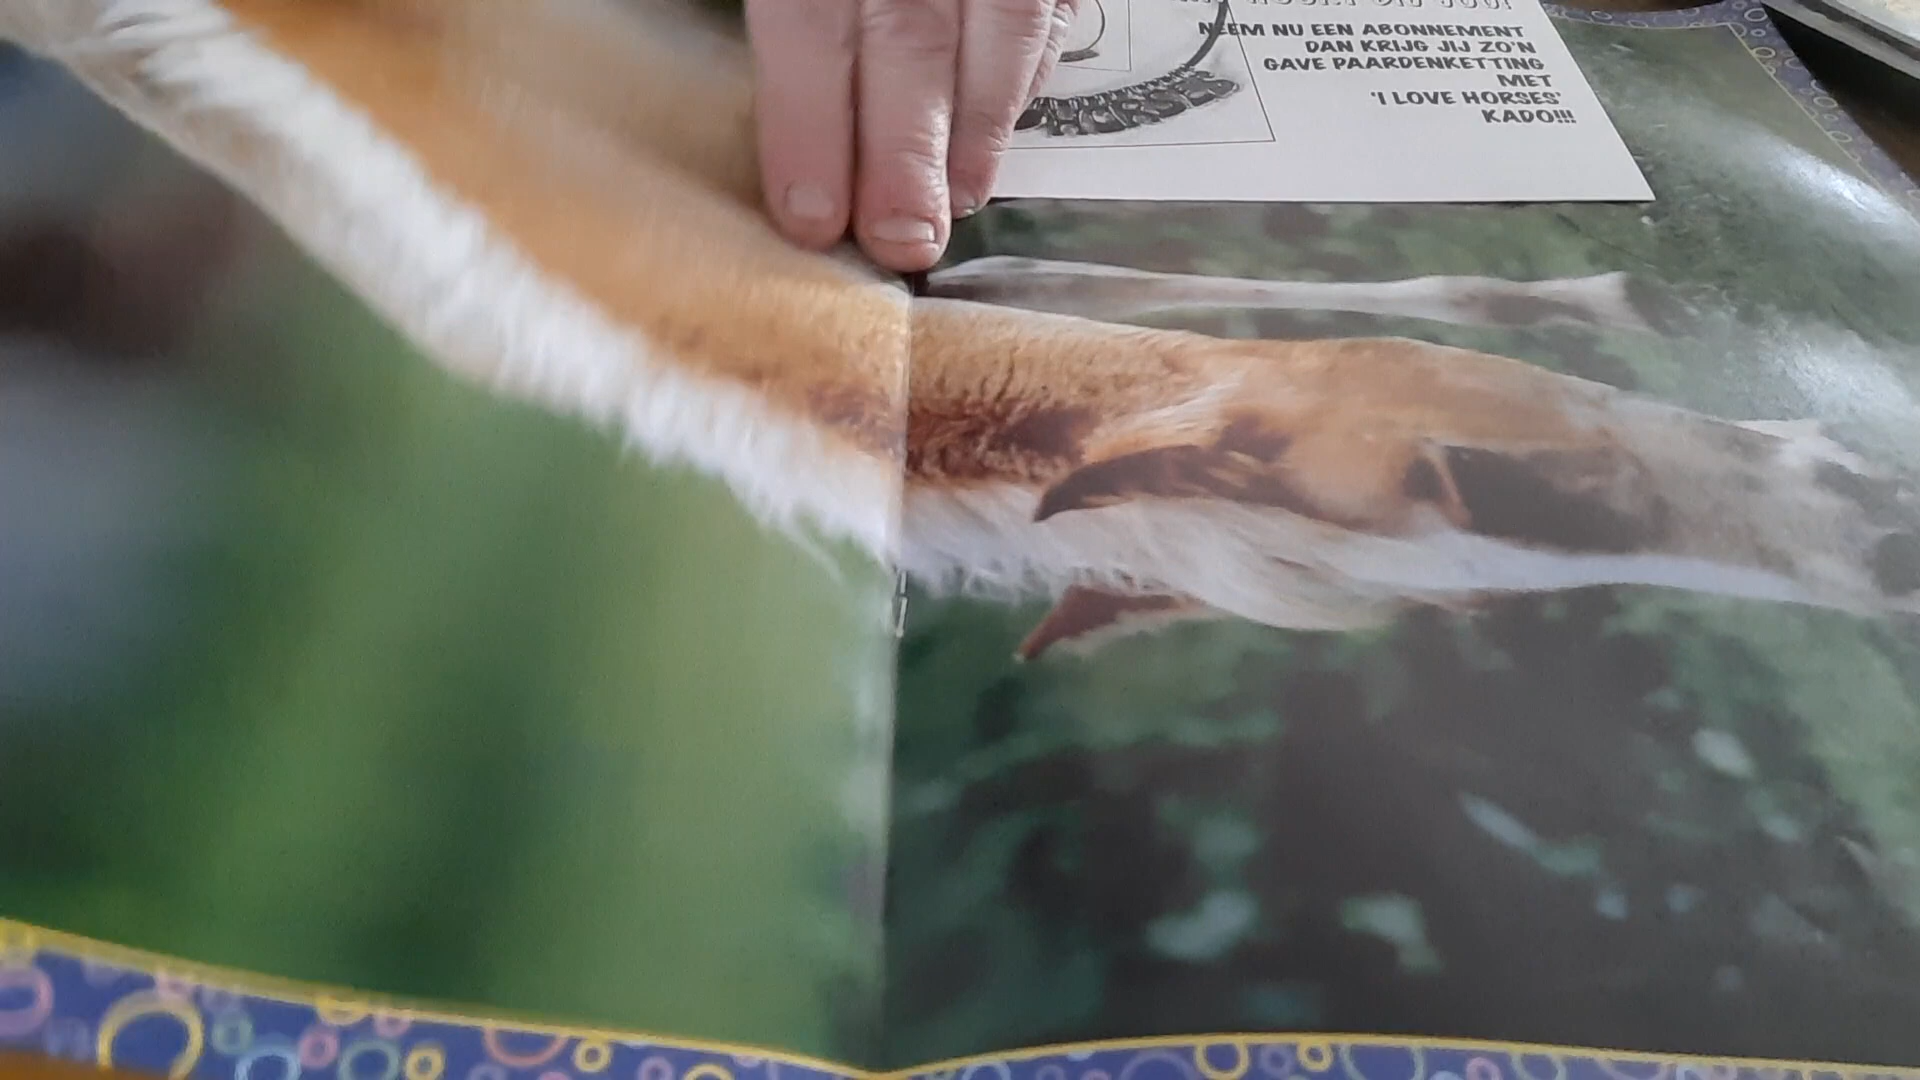 NEEM NU EEN ABONNEMENT
DAN KRIJG JIJ ZO'N
GAVE PAARDENKETTING
MET
'I LOVE HORSES'
KADO!!!